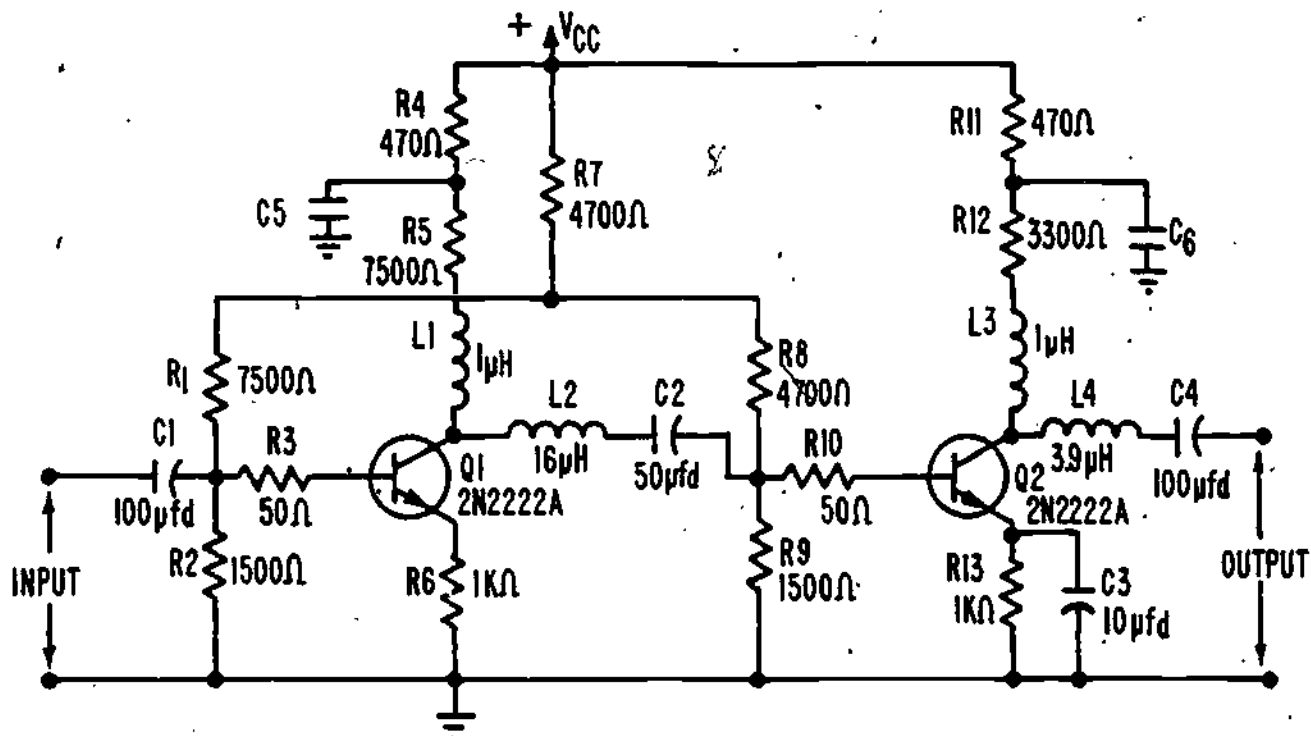 + VCC
R4
470Ω
R11
470Ω
C5
R7
4700Ω
R5
7500Ω
R12
3300Ω
C6
L1
1µH
L3
1µH
R1
7500Ω
R8
4700Ω
L2
16µH
C2
50µfd
L4
3.9µH
C4
100µfd
C1
100µfd
R3
50Ω
Q1
2N2222A
R10
50Ω
Q2
2N2222A
INPUT
R2
1500Ω
R6
1KΩ
R9
1500Ω
R13
1KΩ
C3
10µfd
OUTPUT